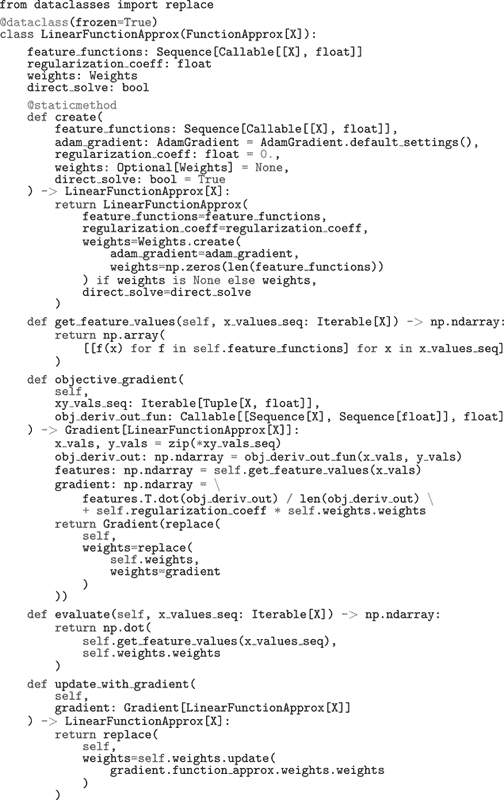 from dataclasses import replace
@dataclass(frozen=True)
class LinearFunctionApprox(FunctionApprox[X]):
feature_functions: Sequence[Callable[[X], float]]
regularization_coeff: float
weights: Weights
direct_solve: bool
@staticmethod
def create(
feature_functions: Sequence[Callable[[X], float]],
adam_gradient: AdamGradient = AdamGradient.default_settings(),
regularization_coeff: float = 0.,
weights: Optional[Weights] = None,
direct_solve: bool = True
) -> LinearFunctionApprox[X]:
return LinearFunctionApprox(
feature_functions=feature_functions,
regularization_coeff=regularization_coeff,
weights=Weights.create(
adam_gradient=adam_gradient,
weights=np.zeros(len(feature_functions))
) if weights is None else weights,
direct_solve=direct_solve
)
def get_feature_values(self, x_values_seq: Iterable[X]) -> np.ndarray:
return np.array(
[[f(x) for f in self.feature_functions] for x in x_values_seq]
)
def objective_gradient(
self,
xy_vals_seq: Iterable[Tuple[X, float]],
obj_deriv_out_fun: Callable[[Sequence[X], Sequence[float]], float]
) -> Gradient[LinearFunctionApprox[X]]:
x_vals, y_vals = zip(*xy_vals_seq)
obj_deriv_out: np.ndarray = obj_deriv_out_fun(x_vals, y_vals)
features: np.ndarray = self.get_feature_values(x_vals)
gradient: np.ndarray = \
features.T.dot(obj_deriv_out) / len(obj_deriv_out) \
+ self.regularization_coeff * self.weights.weights
return Gradient(replace(
self,
weights=replace(
self.weights,
weights=gradient
)
))
def evaluate(self, x_values_seq: Iterable[X]) -> np.ndarray:
return np.dot(
self.get_feature_values(x_values_seq),
self.weights.weights
)
def update_with_gradient(
self,
gradient: Gradient[LinearFunctionApprox[X]]
) -> LinearFunctionApprox[X]:
return replace(
self,
weights=self.weights.update(
gradient.function_approx.weights.weights
)
)